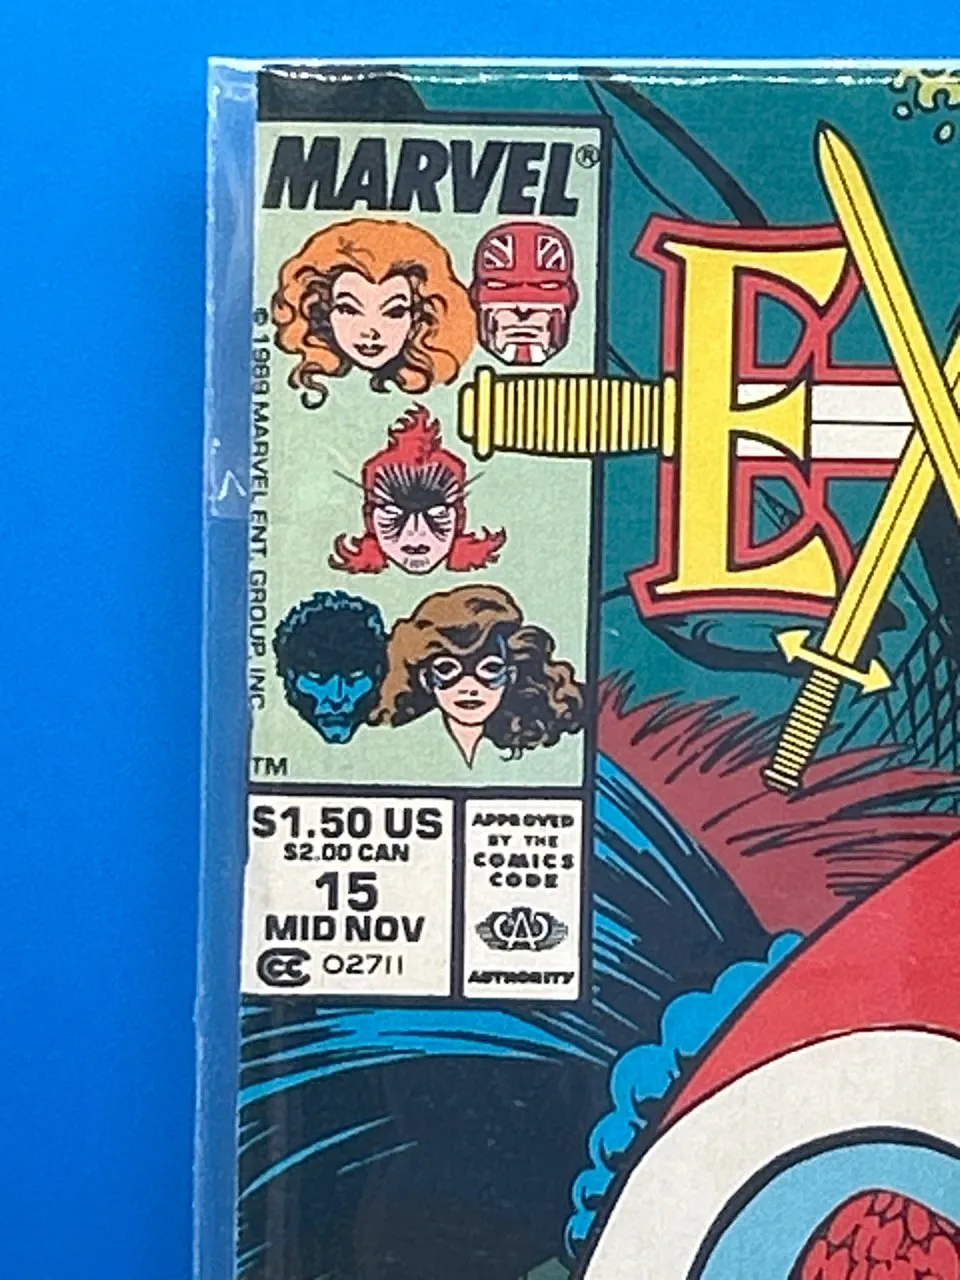 MARVEL®
EX
© 1989 MARVEL ENT. GROUP, INC.
TM
$1.50 US
$2.00 CAN
15
MID NOV
CC 02711
APPROVED
BY THE
COMICS
CODE
CA
AUTHORITY